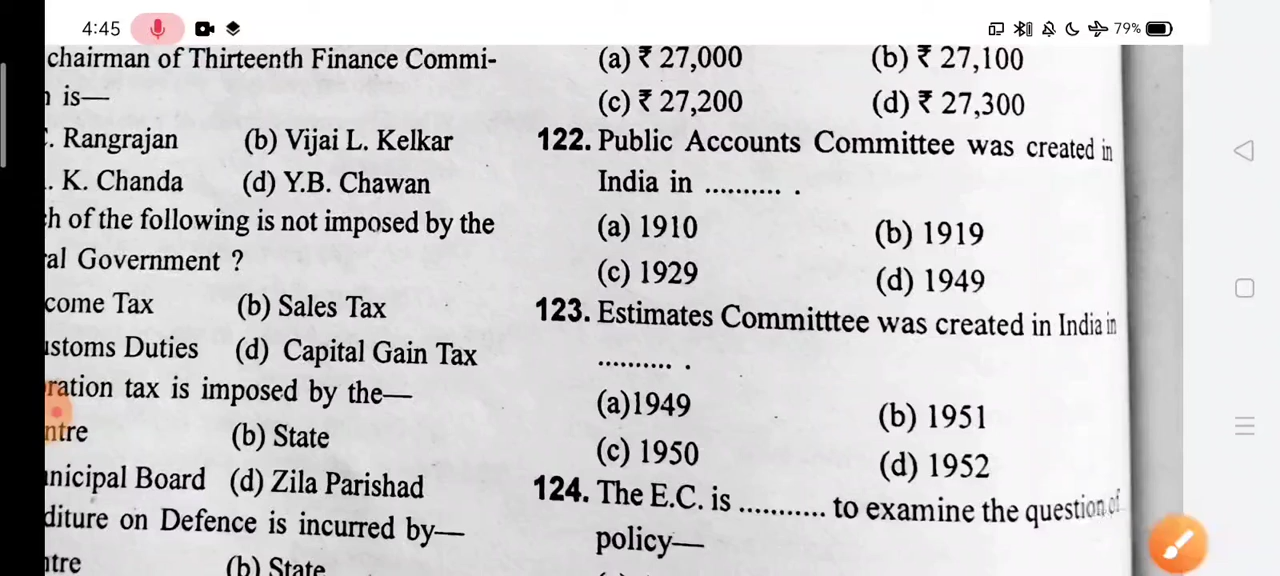 4:45
79%
chairman of Thirteenth Finance Commi-
is—
Rangrajan (b) Vijai L. Kelkar
K. Chanda (d) Y.B. Chawan
of the following is not imposed by the
Government ?
come Tax (b) Sales Tax
stoms Duties (d) Capital Gain Tax
ration tax is imposed by the—
ntre (b) State
nicipal Board (d) Zila Parishad
diture on Defence is incurred by—
ntre (b) State
(a) ₹ 27,000 (b) ₹ 27,100
(c) ₹ 27,200 (d) ₹ 27,300
122. Public Accounts Committee was created in
India in .......... .
(a) 1910 (b) 1919
(c) 1929 (d) 1949
123. Estimates Committtee was created in India in
.......... .
(a)1949 (b) 1951
(c) 1950 (d) 1952
124. The E.C. is ........... to examine the question of
policy—